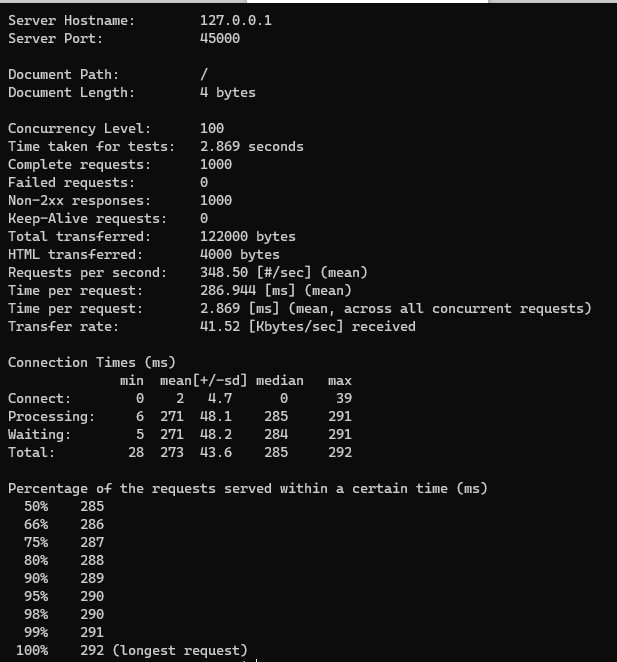 Server Hostname:        127.0.0.1
Server Port:            45000

Document Path:          /
Document Length:        4 bytes

Concurrency Level:      100
Time taken for tests:   2.869 seconds
Complete requests:      1000
Failed requests:        0
Non-2xx responses:      1000
Keep-Alive requests:    0
Total transferred:      122000 bytes
HTML transferred:       4000 bytes
Requests per second:    348.50 [#/sec] (mean)
Time per request:       286.944 [ms] (mean)
Time per request:       2.869 [ms] (mean, across all concurrent requests)
Transfer rate:          41.52 [Kbytes/sec] received

Connection Times (ms)
              min  mean[+/-sd] median   max
Connect:        0    2   4.7      0      39
Processing:     6  271  48.1    285     291
Waiting:        5  271  48.2    284     291
Total:         28  273  43.6    285     292

Percentage of the requests served within a certain time (ms)
  50%    285
  66%    286
  75%    287
  80%    288
  90%    289
  95%    290
  98%    290
  99%    291
 100%    292 (longest request)